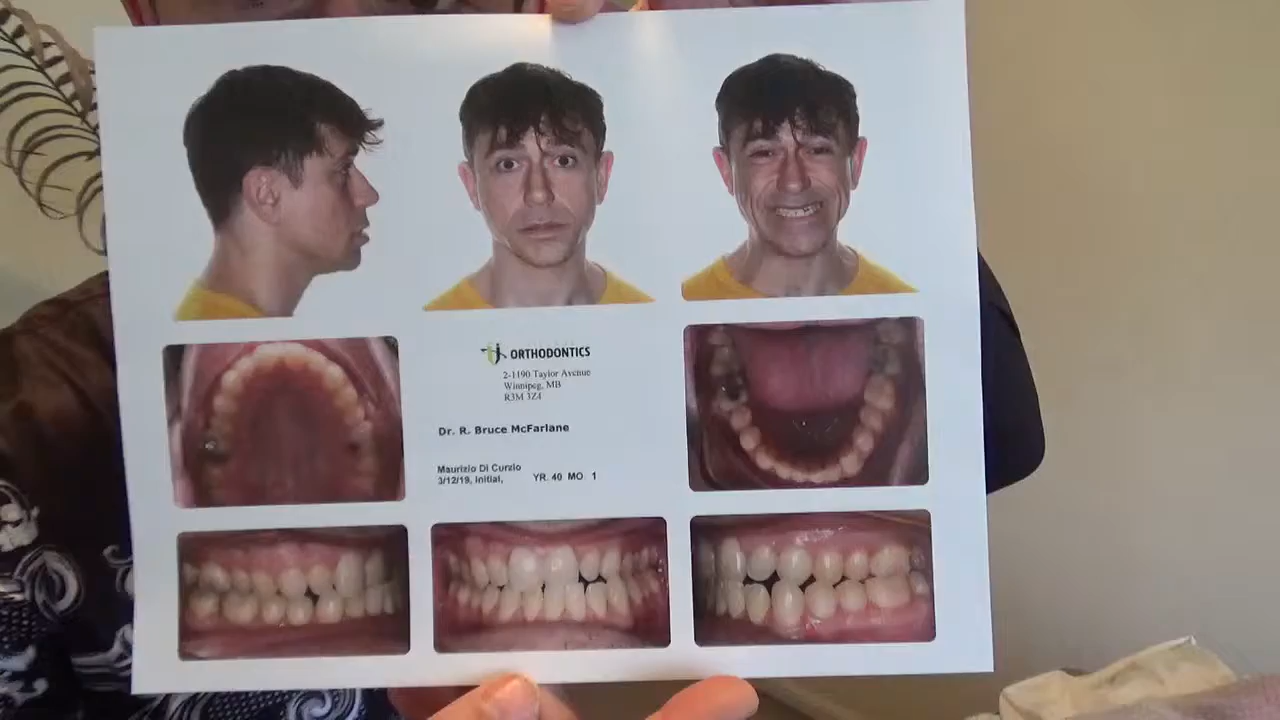 ORTHODONTICS
2-1190 Taylor Avenue
Winnipeg, MB
R3M 3Z4
Dr. R. Bruce McFarlane
Maurizio Di Curzio
3/12/19, Initial, YR. 40 MO 1